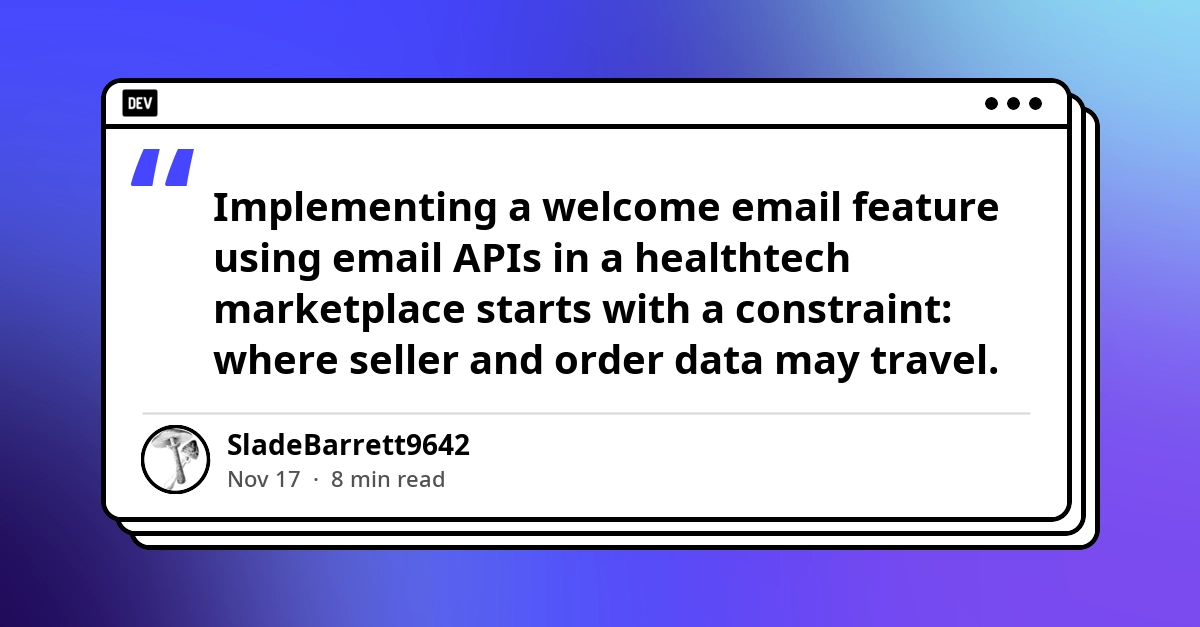 DEV
Implementing a welcome email feature
using email APIs in a healthtech
marketplace starts with a constraint:
where seller and order data may travel.
SladeBarrett9642
Nov 17 · 8 min read